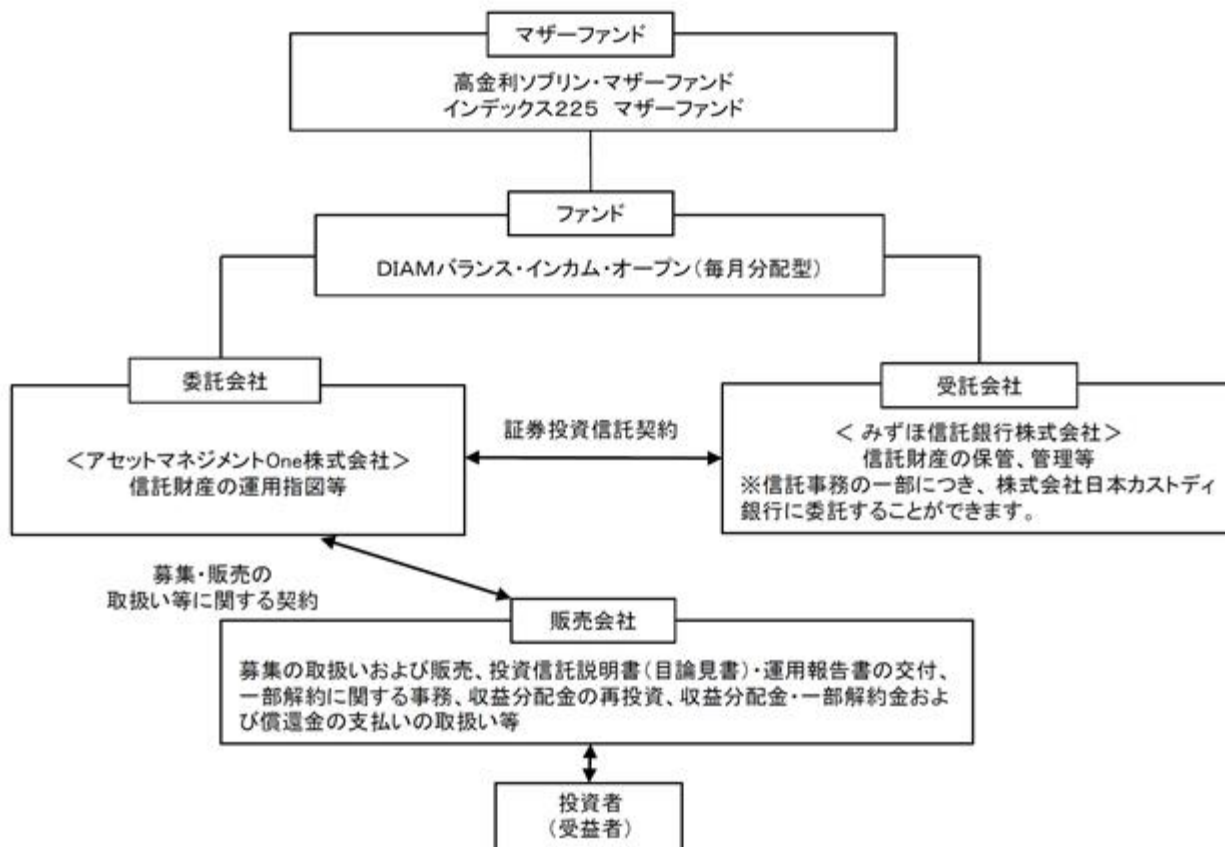 マザーファンド
高金利ソブリン・マザーファンド
インデックス225 マザーファンド
ファンド
DIAMバランス・インカム・オープン(毎月分配型)
委託会社
<アセットマネジメントOne株式会社>
信託財産の運用指図等
証券投資信託契約
受託会社
< みずほ信託銀行株式会社>
信託財産の保管、管理等
※信託事務の一部につき、株式会社日本カストディ
銀行に委託することができます。
募集・販売の
取扱い等に関する契約
販売会社
募集の取扱いおよび販売、投資信託説明書(目論見書)・運用報告書の交付、
一部解約に関する事務、収益分配金の再投資、収益分配金・一部解約金およ
び償還金の支払いの取扱い等
投資者
(受益者)